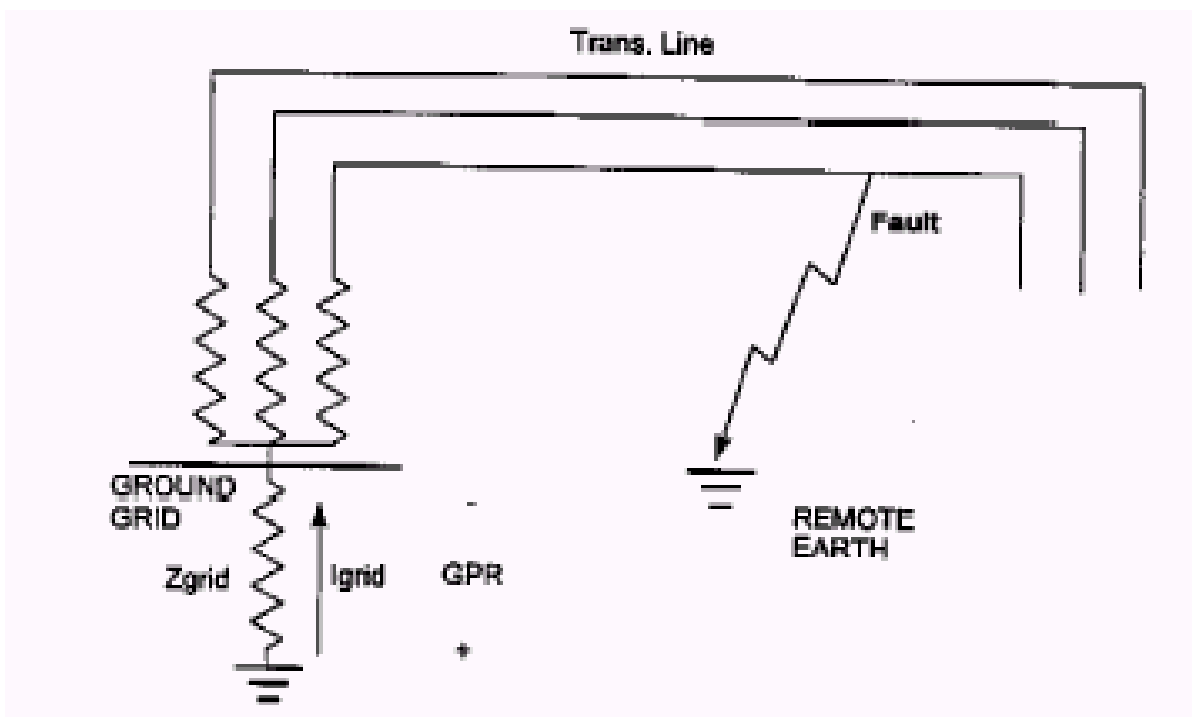 Trans. Line
Fault
GROUND
GRID
-
REMOTE
EARTH
Zgrid
Igrid
GPR
+